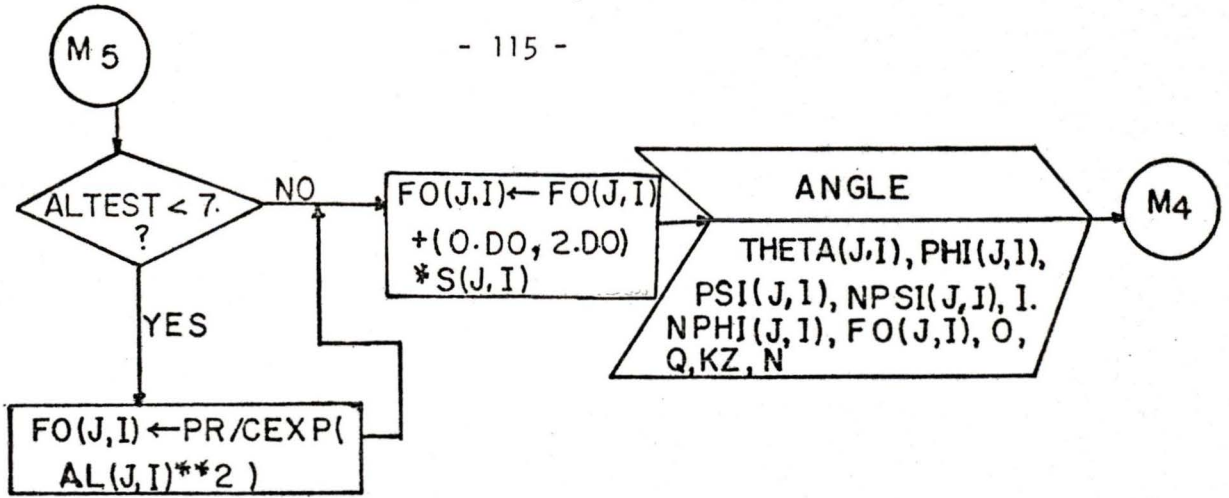 - 115 -
M5
ALTEST < 7.
?
NO
YES
FO(J,I)←PR/CEXP(
AL(J,I)**2)
FO(J,I)← FO(J,I)
+(0.D0, 2.D0)
*S(J,I)
ANGLE
THETA(J,I), PHI(J,I),
PSI(J,I), NPSI(J,I), I.
NPHI(J,I), FO(J,I), O,
Q,KZ,N
M4